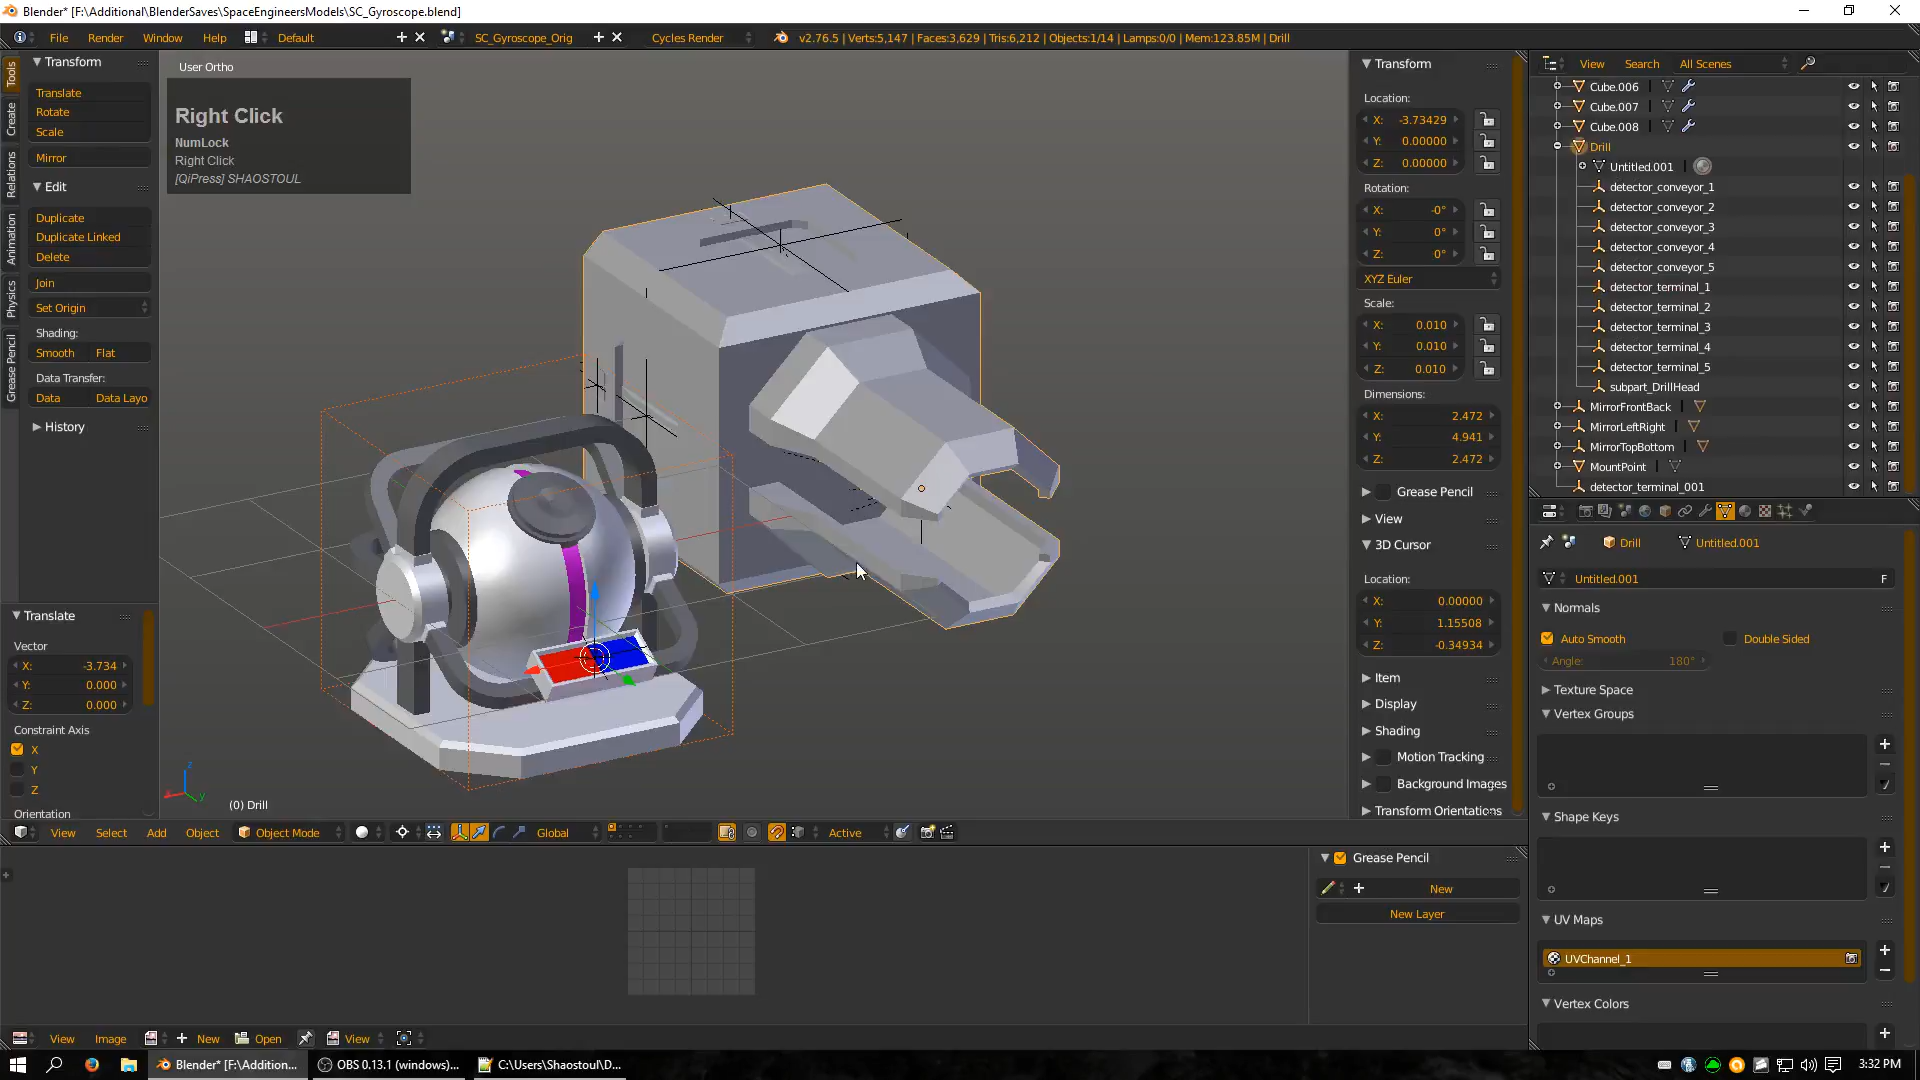 Blender* [F:\Additional\BlenderSaves\SpaceEngineersModels\SC_Gyroscope.blend]
File Render Window Help Default SC_Gyroscope_Orig Cycles Render v2.76.5 | Verts:5,147 | Faces:3,629 | Tris:6,212 | Objects:1/14 | Lamps:0/0 | Mem:123.85M | Drill
Tools
Create
Relations
Animation
Physics
Grease Pencil
Transform
Translate
Rotate
Scale
Mirror
Edit
Duplicate
Duplicate Linked
Delete
Join
Set Origin
Shading:
Smooth Flat
Data Transfer:
Data Data Layo
History
Translate
Vector
X: -3.734
Y: 0.000
Z: 0.000
Constraint Axis
X
Y
Z
Orientation
User Ortho
Right Click
NumLock
Right Click
[QiPress] SHAOSTOUL
(0) Drill
Transform
Location:
X: -3.73429
Y: 0.00000
Z: 0.00000
Rotation:
X: -0°
Y: 0°
Z: 0°
XYZ Euler
Scale:
X: 0.010
Y: 0.010
Z: 0.010
Dimensions:
X: 2.472
Y: 4.941
Z: 2.472
Grease Pencil
View
3D Cursor
Location:
X: 0.00000
Y: 1.15508
Z: -0.34934
Item
Display
Shading
Motion Tracking
Background Images
Transform Orientations
View Search All Scenes
Cube.006
Cube.007
Cube.008
Drill
Untitled.001
detector_conveyor_1
detector_conveyor_2
detector_conveyor_3
detector_conveyor_4
detector_conveyor_5
detector_terminal_1
detector_terminal_2
detector_terminal_3
detector_terminal_4
detector_terminal_5
subpart_DrillHead
MirrorFrontBack
MirrorLeftRight
MirrorTopBottom
MountPoint
detector_terminal_001
Drill Untitled.001
Untitled.001 F
Normals
Auto Smooth Double Sided
Angle: 180°
Texture Space
Vertex Groups
Shape Keys
UV Maps
UVChannel_1
Vertex Colors
View Select Add Object Object Mode Global Active
Grease Pencil
New
New Layer
View Image New Open View
Blender* [F:\Addition... OBS 0.13.1 (windows)... C:\Users\Shaostoul\D... 3:32 PM